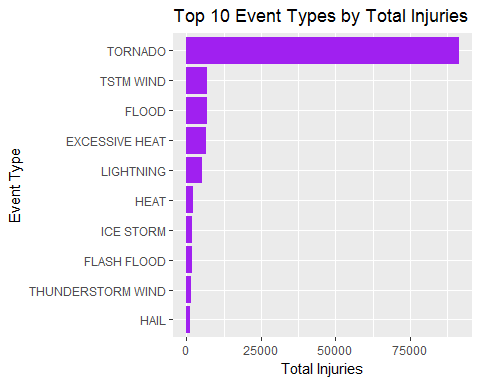 Top 10 Event Types by Total Injuries
Event Type
TORNADO
TSTM WIND
FLOOD
EXCESSIVE HEAT
LIGHTNING
HEAT
ICE STORM
FLASH FLOOD
THUNDERSTORM WIND
HAIL
0 25000 50000 75000
Total Injuries